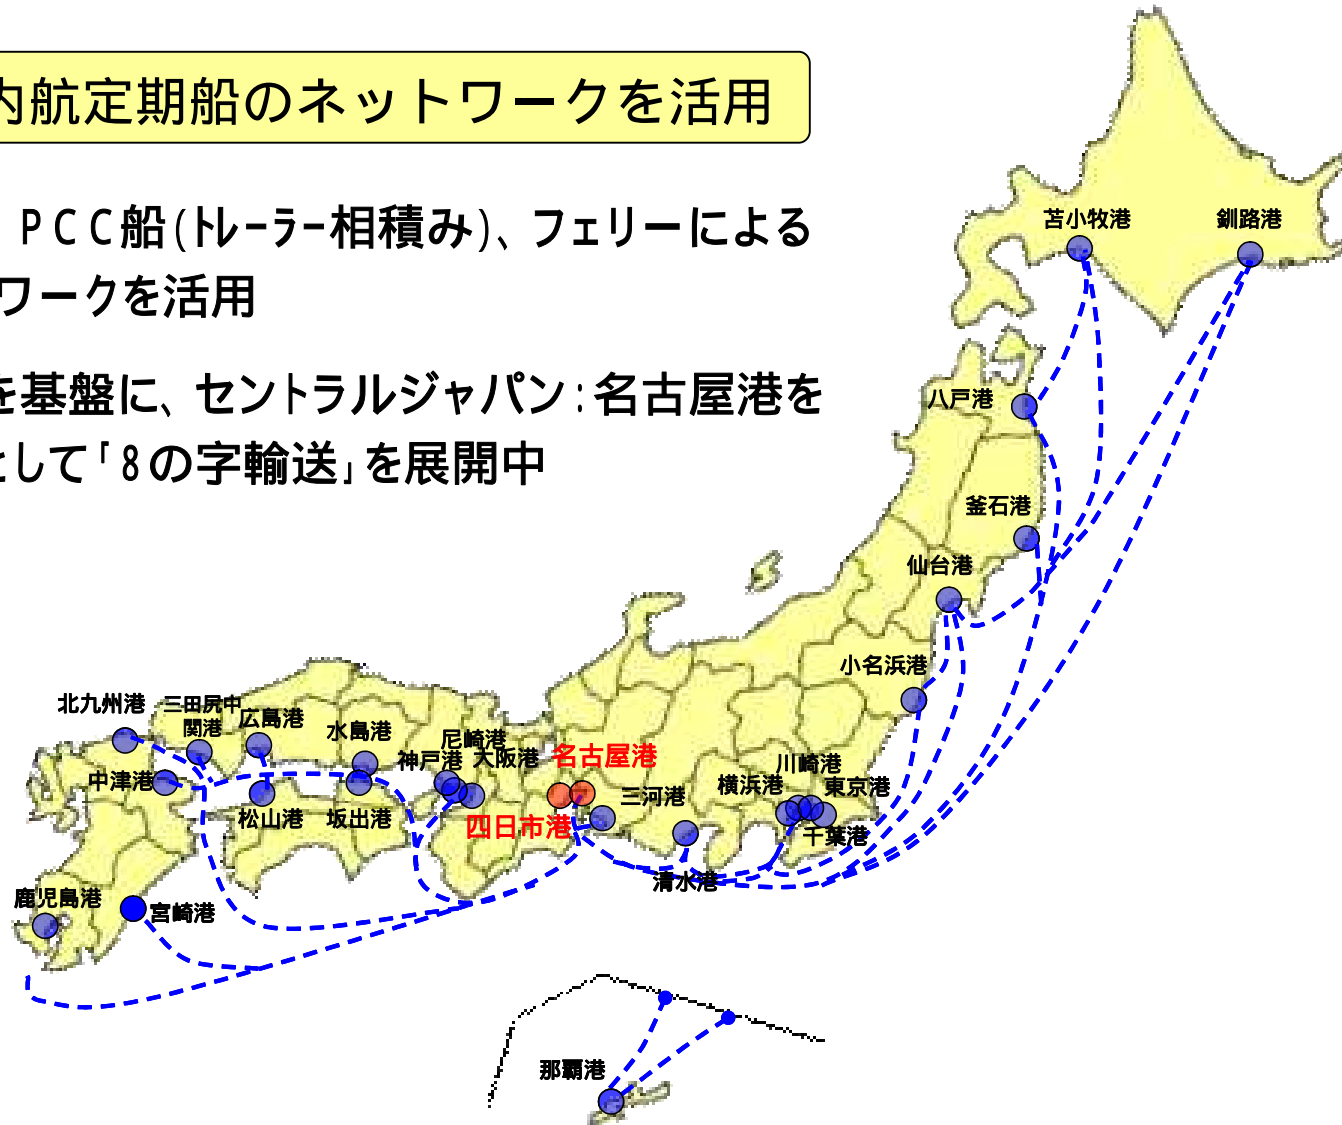 内航定期船のネットワークを活用
PCC船(トレーラー相積み)、フェリーによる
ワークを活用
を基盤に、セントラルジャパン:名古屋港を
として「8の字輸送」を展開中
苫小牧港
釧路港
八戸港
釜石港
仙台港
小名浜港
北九州港
三田尻中
関港
広島港
水島港
尼崎港
神戸港
大阪港
名古屋港
川崎港
中津港
横浜港
東京港
三河港
松山港
坂出港
四日市港
千葉港
清水港
鹿児島港
宮崎港
那覇港